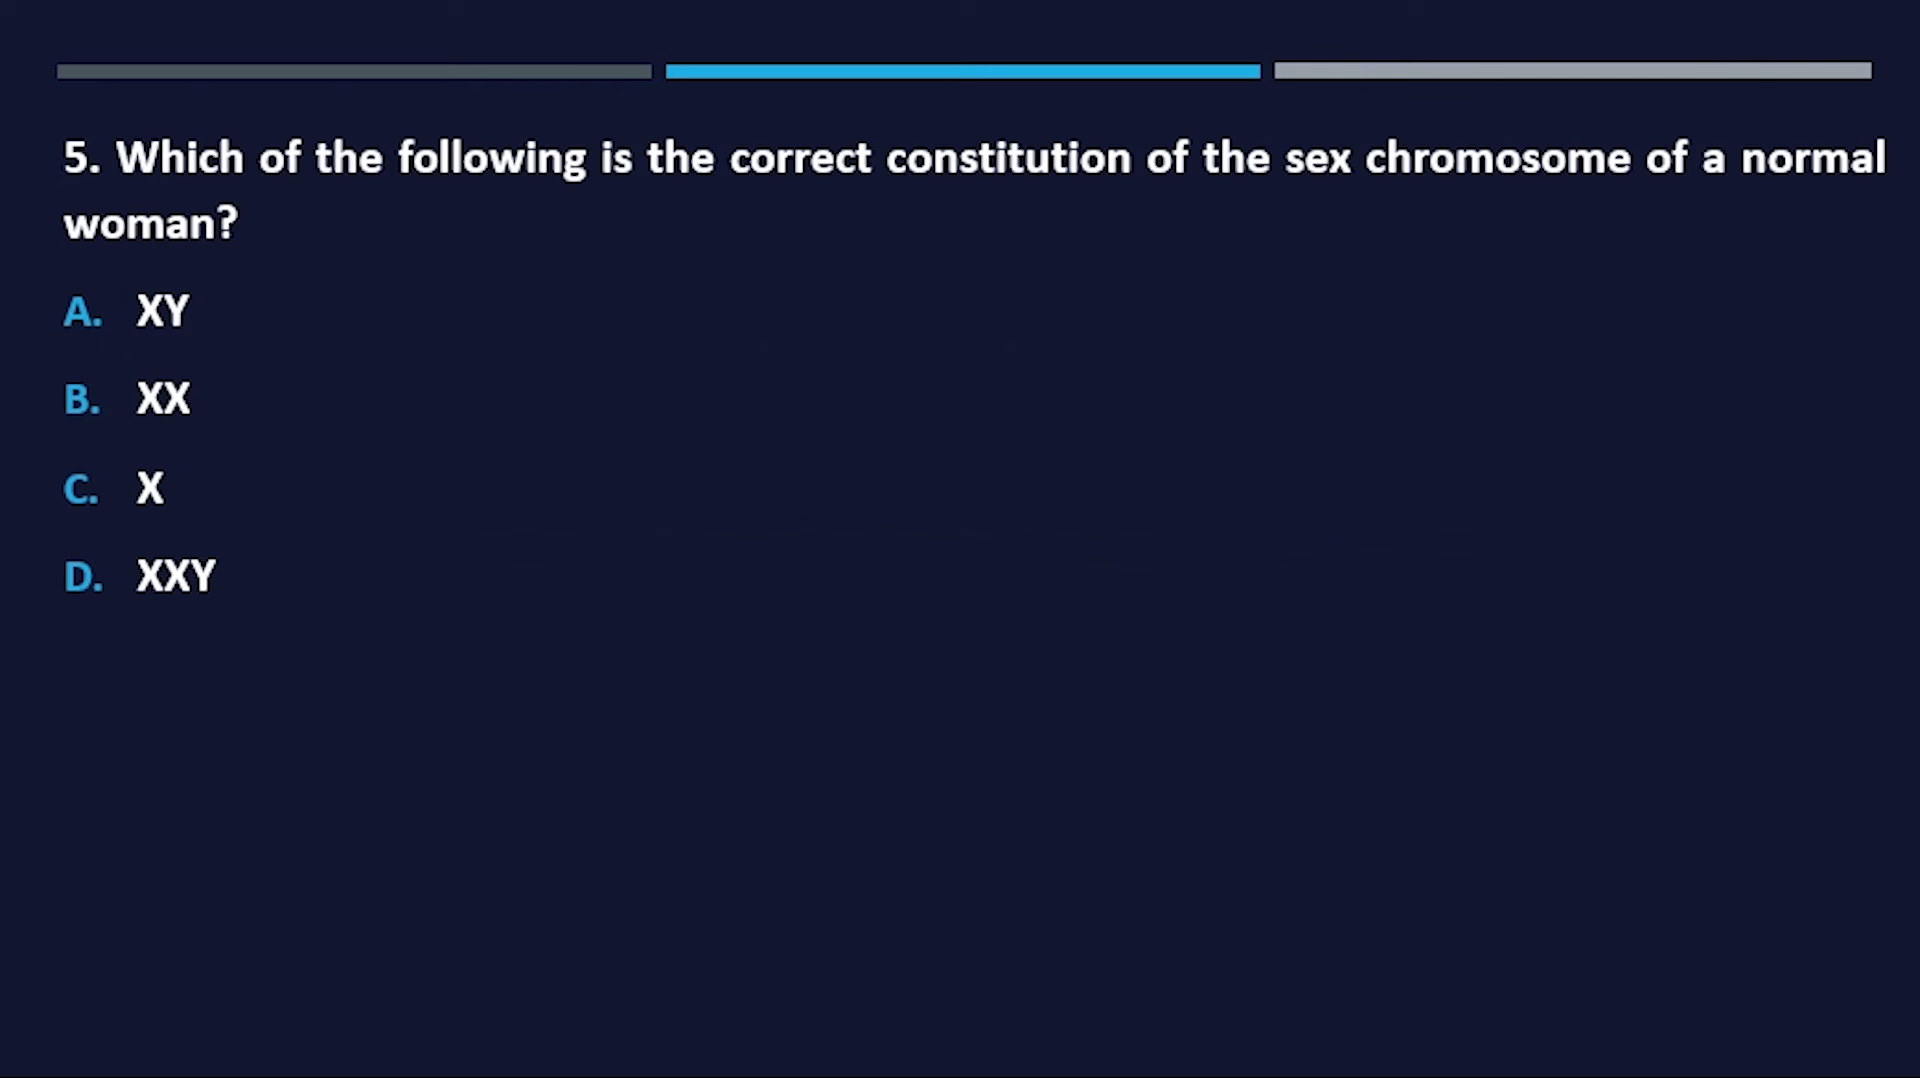 5. Which of the following is the correct constitution of the sex chromosome of a normal
woman?
A. XY
B. XX
C. X
D. XXY